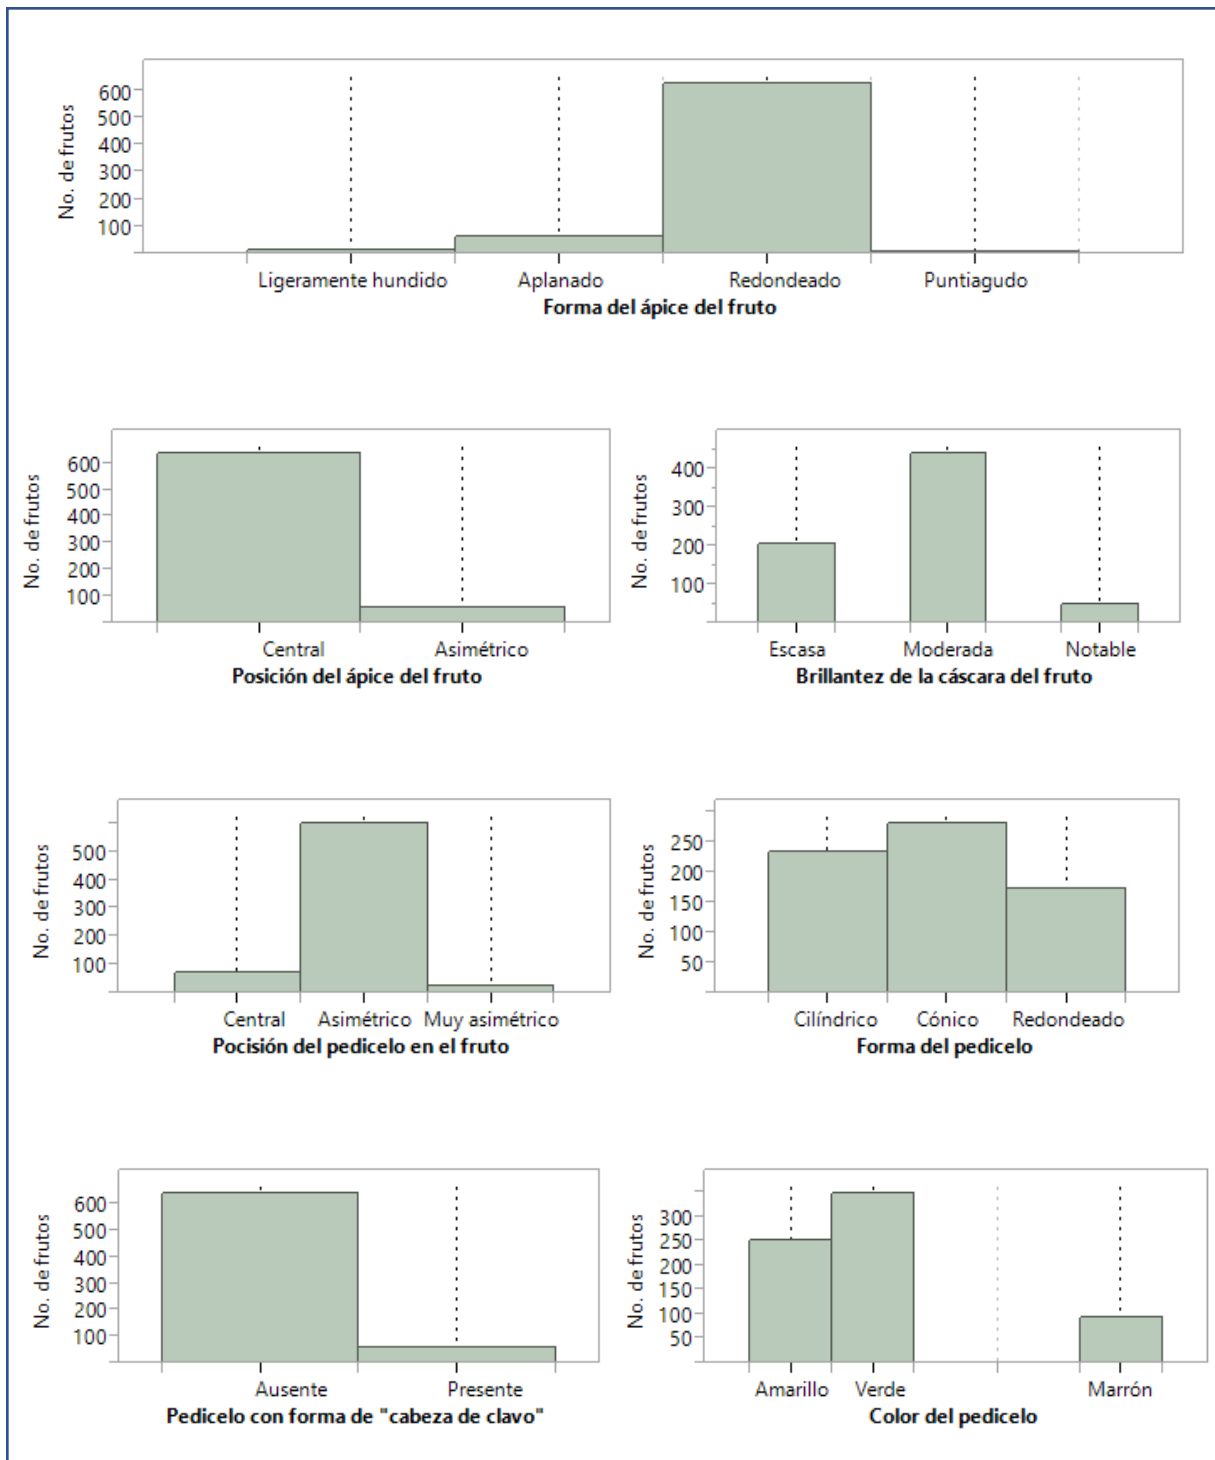 No. de frutos
600
500
400
300
200
100
Ligeramente hundido Aplanado Redondeado Puntiagudo
Forma del ápice del fruto
No. de frutos
600
500
400
300
200
100
Central Asimétrico
Posición del ápice del fruto
No. de frutos
400
300
200
100
Escasa Moderada Notable
Brillantez de la cáscara del fruto
No. de frutos
500
400
300
200
100
Central Asimétrico Muy asimétrico
Pocisión del pedicelo en el fruto
No. de frutos
250
200
150
100
50
Cilíndrico Cónico Redondeado
Forma del pedicelo
No. de frutos
600
500
400
300
200
100
Ausente Presente
Pedicelo con forma de "cabeza de clavo"
No. de frutos
300
250
200
150
100
50
Amarillo Verde Marrón
Color del pedicelo